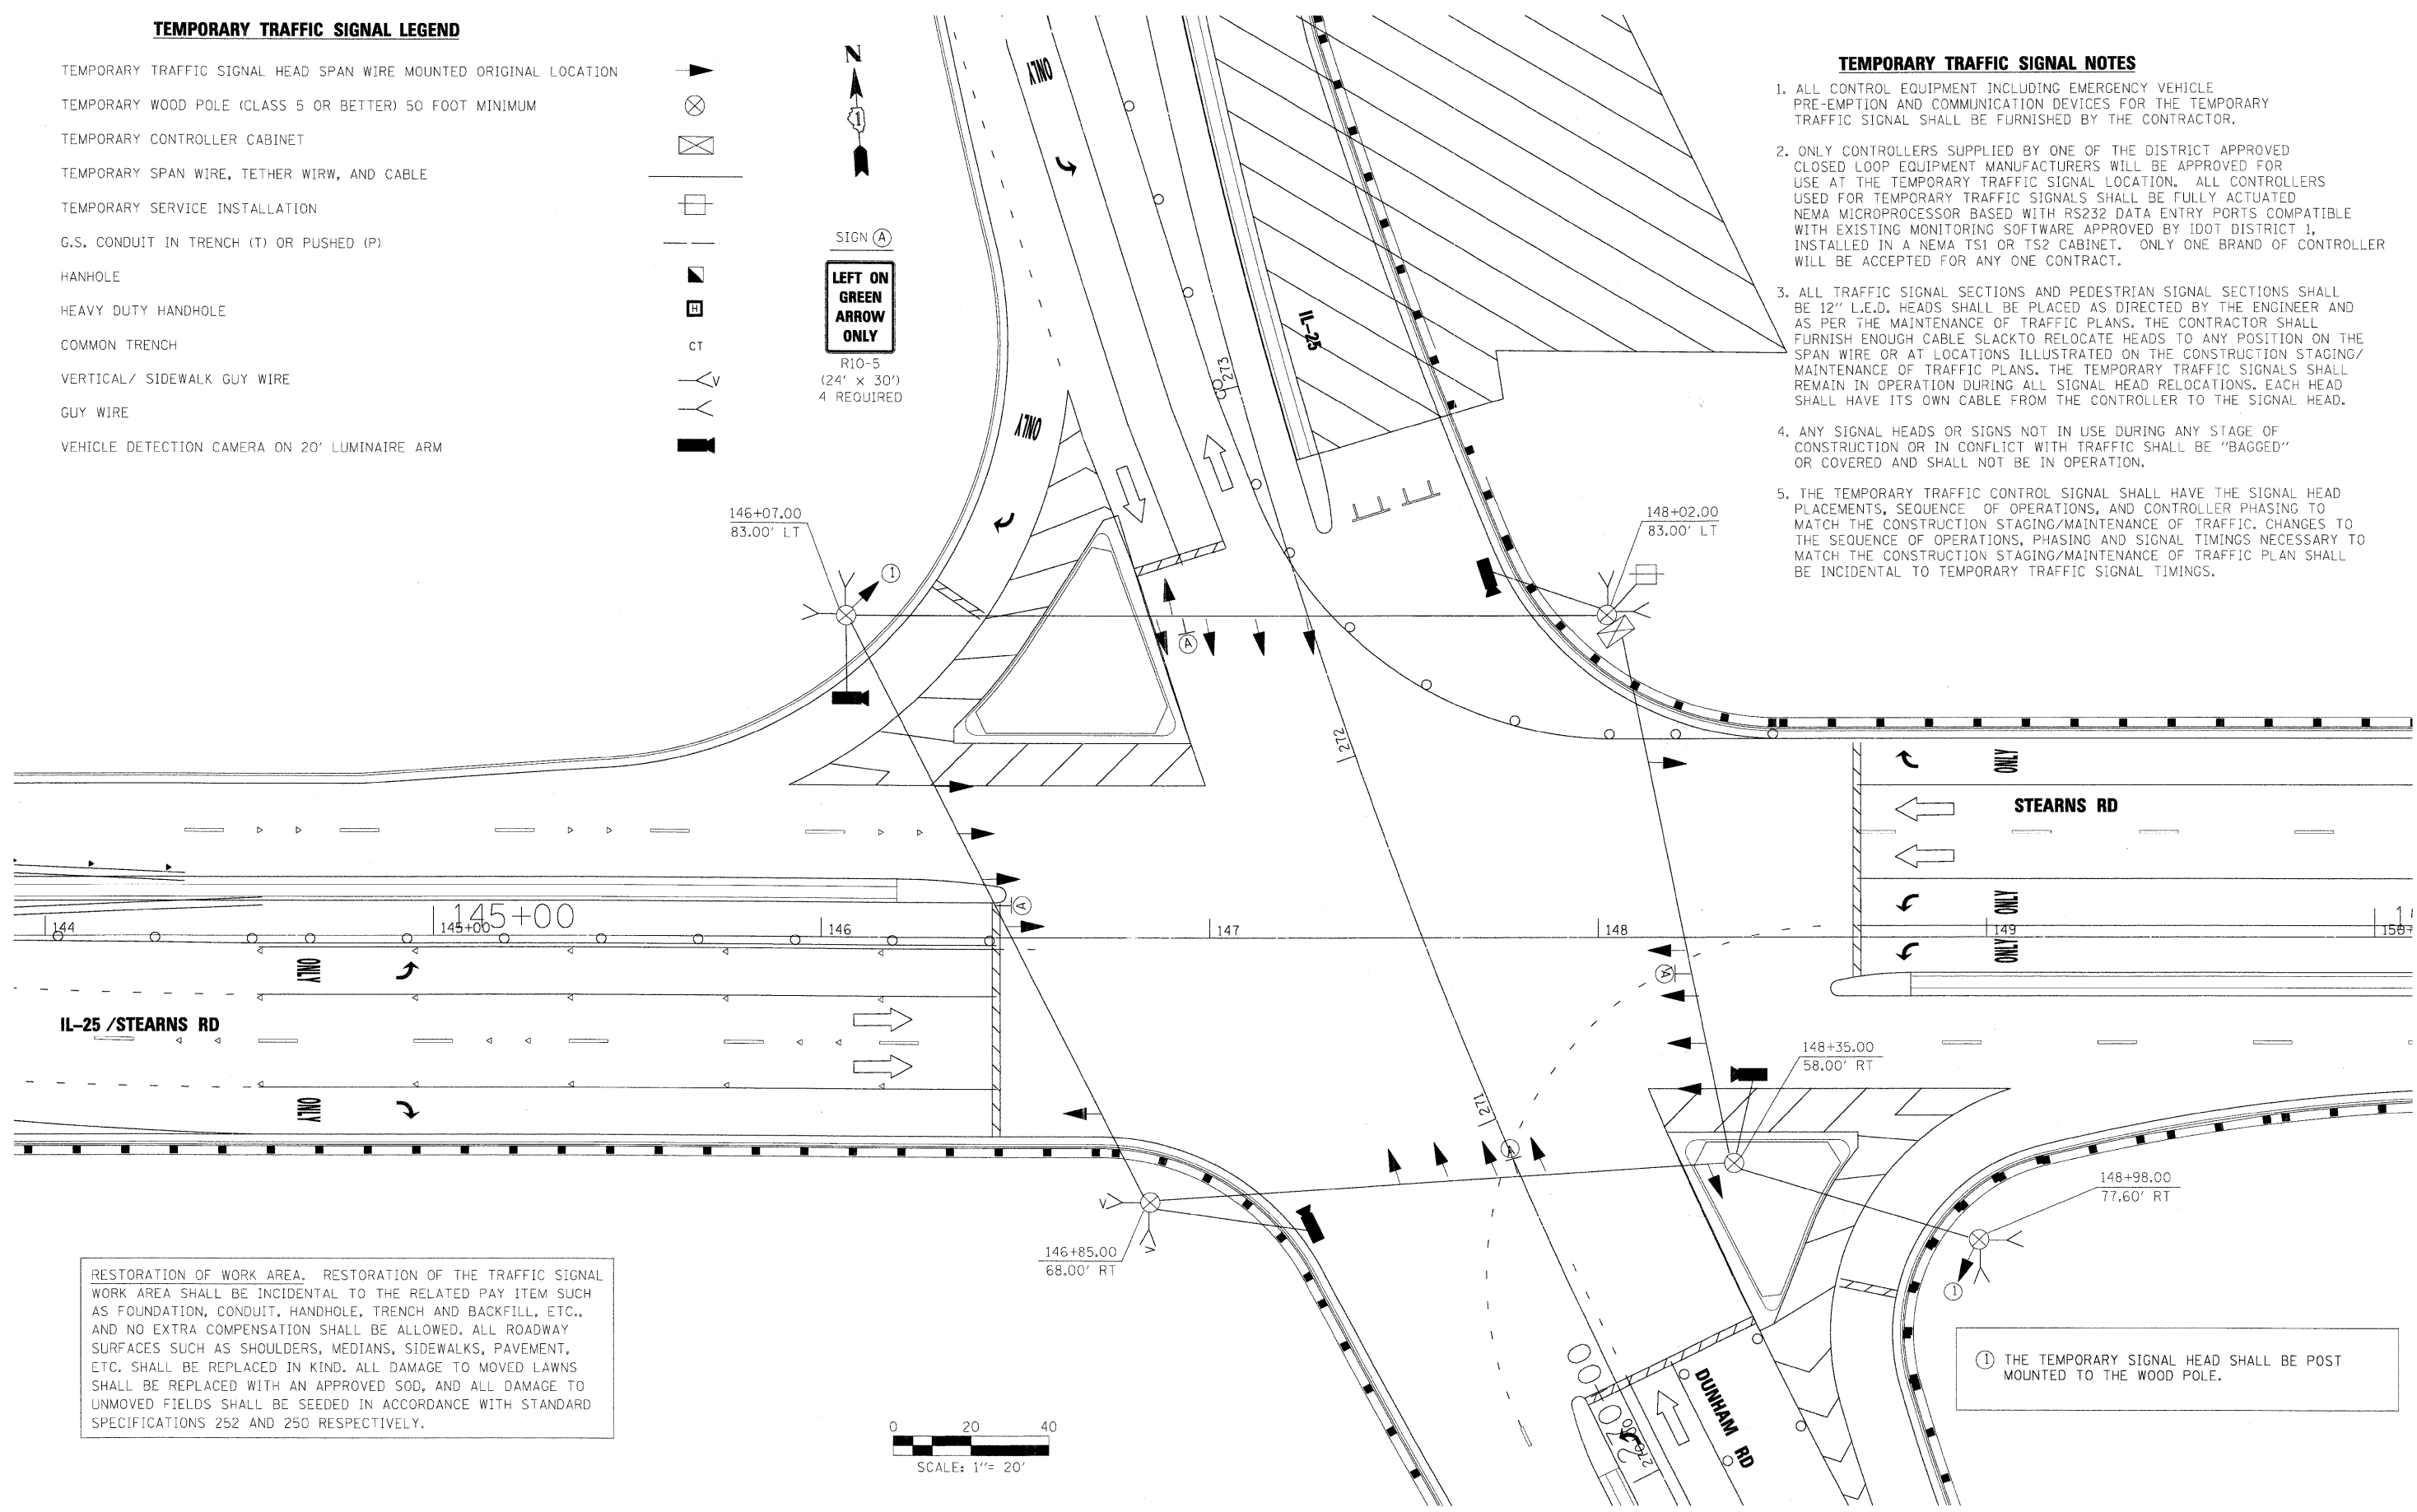 TEMPORARY TRAFFIC SIGNAL LEGEND
TEMPORARY TRAFFIC SIGNAL HEAD SPAN WIRE MOUNTED ORIGINAL LOCATION
TEMPORARY WOOD POLE (CLASS 5 OR BETTER) 50 FOOT MINIMUM
TEMPORARY CONTROLLER CABINET
TEMPORARY SPAN WIRE, TETHER WIRW, AND CABLE
TEMPORARY SERVICE INSTALLATION
G.S. CONDUIT IN TRENCH (T) OR PUSHED (P)
HANHOLE
HEAVY DUTY HANDHOLE
H
COMMON TRENCH
CT
VERTICAL/ SIDEWALK GUY WIRE
V
GUY WIRE
VEHICLE DETECTION CAMERA ON 20' LUMINAIRE ARM
N
1
SIGN A
LEFT ON
GREEN
ARROW
ONLY
R10-5
(24' x 30')
4 REQUIRED
TEMPORARY TRAFFIC SIGNAL NOTES
1. ALL CONTROL EQUIPMENT INCLUDING EMERGENCY VEHICLE
PRE-EMPTION AND COMMUNICATION DEVICES FOR THE TEMPORARY
TRAFFIC SIGNAL SHALL BE FURNISHED BY THE CONTRACTOR.
2. ONLY CONTROLLERS SUPPLIED BY ONE OF THE DISTRICT APPROVED
CLOSED LOOP EQUIPMENT MANUFACTURERS WILL BE APPROVED FOR
USE AT THE TEMPORARY TRAFFIC SIGNAL LOCATION. ALL CONTROLLERS
USED FOR TEMPORARY TRAFFIC SIGNALS SHALL BE FULLY ACTUATED
NEMA MICROPROCESSOR BASED WITH RS232 DATA ENTRY PORTS COMPATIBLE
WITH EXISTING MONITORING SOFTWARE APPROVED BY IDOT DISTRICT 1,
INSTALLED IN A NEMA TS1 OR TS2 CABINET. ONLY ONE BRAND OF CONTROLLER
WILL BE ACCEPTED FOR ANY ONE CONTRACT.
3. ALL TRAFFIC SIGNAL SECTIONS AND PEDESTRIAN SIGNAL SECTIONS SHALL
BE 12" L.E.D. HEADS SHALL BE PLACED AS DIRECTED BY THE ENGINEER AND
AS PER THE MAINTENANCE OF TRAFFIC PLANS. THE CONTRACTOR SHALL
FURNISH ENOUGH CABLE SLACKTO RELOCATE HEADS TO ANY POSITION ON THE
SPAN WIRE OR AT LOCATIONS ILLUSTRATED ON THE CONSTRUCTION STAGING/
MAINTENANCE OF TRAFFIC PLANS. THE TEMPORARY TRAFFIC SIGNALS SHALL
REMAIN IN OPERATION DURING ALL SIGNAL HEAD RELOCATIONS. EACH HEAD
SHALL HAVE ITS OWN CABLE FROM THE CONTROLLER TO THE SIGNAL HEAD.
4. ANY SIGNAL HEADS OR SIGNS NOT IN USE DURING ANY STAGE OF
CONSTRUCTION OR IN CONFLICT WITH TRAFFIC SHALL BE "BAGGED"
OR COVERED AND SHALL NOT BE IN OPERATION.
5. THE TEMPORARY TRAFFIC CONTROL SIGNAL SHALL HAVE THE SIGNAL HEAD
PLACEMENTS, SEQUENCE OF OPERATIONS, AND CONTROLLER PHASING TO
MATCH THE CONSTRUCTION STAGING/MAINTENANCE OF TRAFFIC. CHANGES TO
THE SEQUENCE OF OPERATIONS, PHASING AND SIGNAL TIMINGS NECESSARY TO
MATCH THE CONSTRUCTION STAGING/MAINTENANCE OF TRAFFIC PLAN SHALL
BE INCIDENTAL TO TEMPORARY TRAFFIC SIGNAL TIMINGS.
ONLY
IL-25
273
ONLY
146+07.00
83.00' LT
1
148+02.00
83.00' LT
A
272
ONLY
STEARNS RD
ONLY
ONLY
A
144
145+00
145+00
146
147
148
149
150+
ONLY
A
IL-25 /STEARNS RD
ONLY
148+35.00
58.00' RT
271
A
148+98.00
77.60' RT
V
V
146+85.00
68.00' RT
1
RESTORATION OF WORK AREA. RESTORATION OF THE TRAFFIC SIGNAL
WORK AREA SHALL BE INCIDENTAL TO THE RELATED PAY ITEM SUCH
AS FOUNDATION, CONDUIT, HANDHOLE, TRENCH AND BACKFILL, ETC.,
AND NO EXTRA COMPENSATION SHALL BE ALLOWED. ALL ROADWAY
SURFACES SUCH AS SHOULDERS, MEDIANS, SIDEWALKS, PAVEMENT,
ETC. SHALL BE REPLACED IN KIND. ALL DAMAGE TO MOVED LAWNS
SHALL BE REPLACED WITH AN APPROVED SOD, AND ALL DAMAGE TO
UNMOVED FIELDS SHALL BE SEEDED IN ACCORDANCE WITH STANDARD
SPECIFICATIONS 252 AND 250 RESPECTIVELY.
1 THE TEMPORARY SIGNAL HEAD SHALL BE POST
MOUNTED TO THE WOOD POLE.
DUNHAM RD
0 20 40
SCALE: 1"= 20'